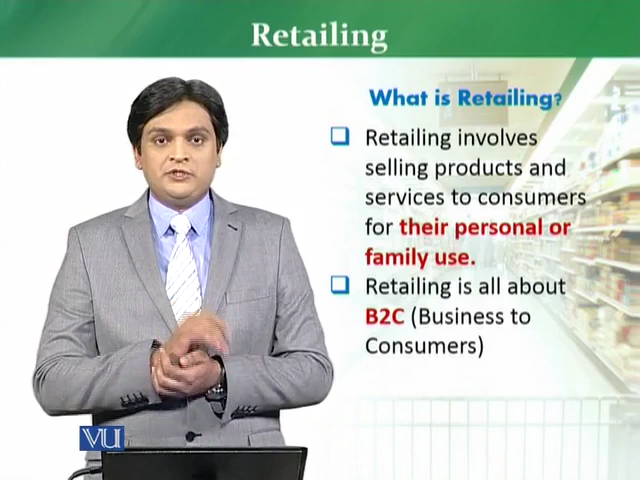 Retailing
What is Retailing?
Retailing involves
selling products and
services to consumers
for their personal or
family use.
Retailing is all about
B2C (Business to
Consumers)
VU